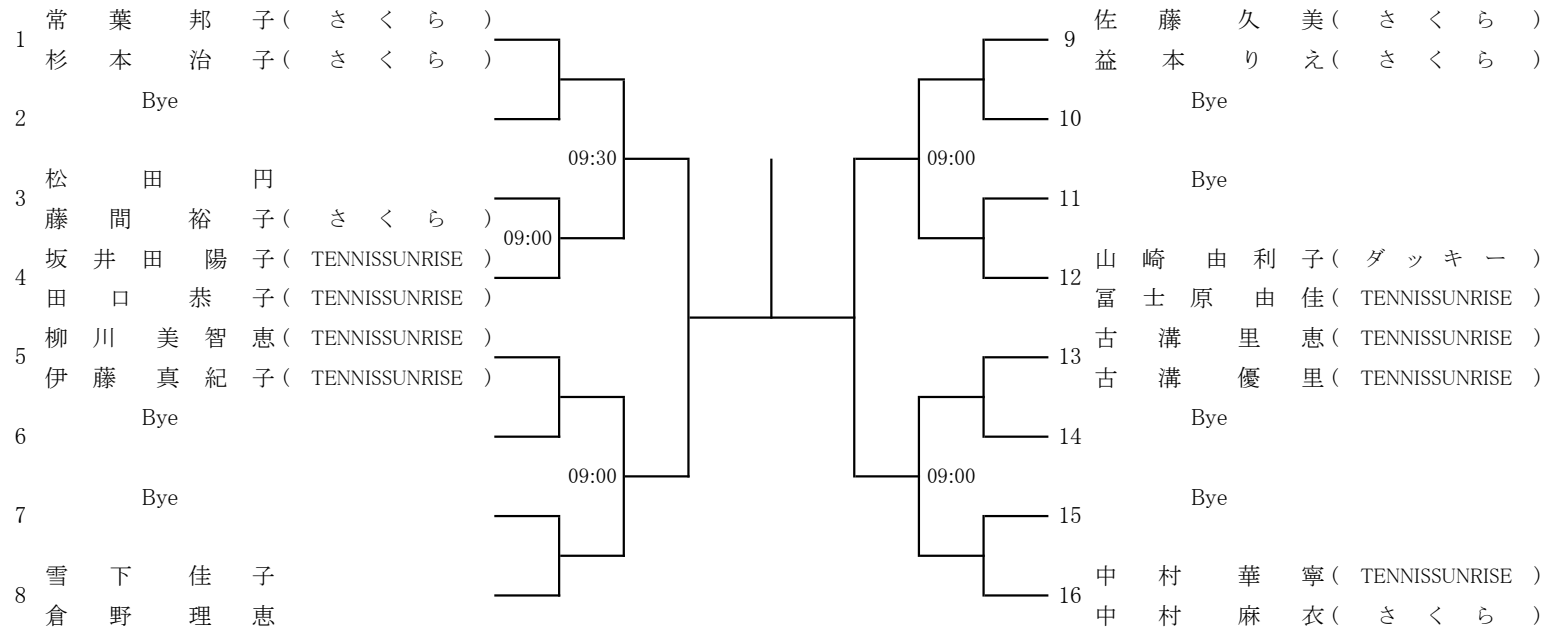 常葉邦子(さくら)
1
杉本治子(さくら)
Bye
2
09:30
松田円
3
藤間裕子(さくら)
09:00
坂井田陽子(TENNISSUNRISE)
4
田口恭子(TENNISSUNRISE)
柳川美智恵(TENNISSUNRISE)
5
伊藤真紀子(TENNISSUNRISE)
Bye
6
09:00
Bye
7
雪下佳子
8
倉野理恵
佐藤久美(さくら)
9
益本りえ(さくら)
Bye
10
09:00
Bye
11
山崎由利子(ダッキー)
12
冨士原由佳(TENNISSUNRISE)
古溝里恵(TENNISSUNRISE)
13
古溝優里(TENNISSUNRISE)
Bye
14
09:00
Bye
15
中村華寧(TENNISSUNRISE)
16
中村麻衣(さくら)